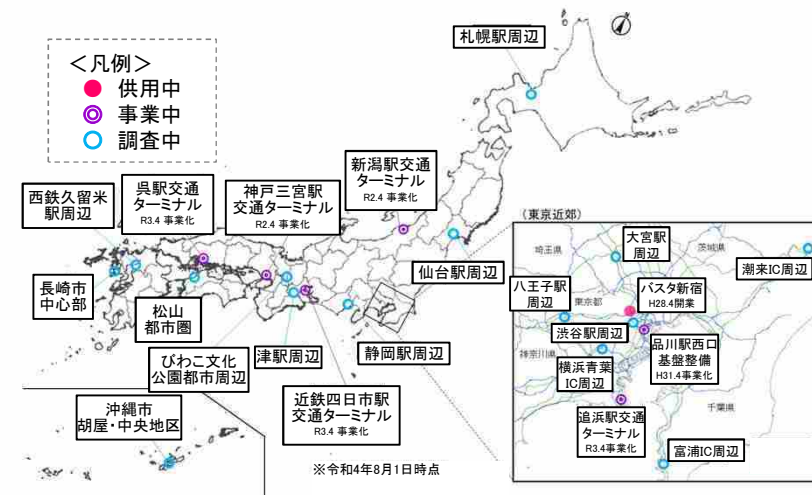 札幌駅周辺
＜凡例＞
供用中
事業中
調査中
新潟駅交通
ターミナル
R2.4 事業化
西鉄久留米
駅周辺
呉駅交通
ターミナル
R3.4 事業化
神戸三宮駅
交通ターミナル
R2.4 事業化
仙台駅周辺
長崎市
中心部
松山
都市圏
びわこ文化
公園都市周辺
津駅周辺
静岡駅周辺
近鉄四日市駅
交通ターミナル
R3.4 事業化
沖縄市
胡屋・中央地区
※令和4年8月1日時点
（東京近郊）
埼玉県
大宮駅
周辺
茨城県
潮来IC周辺
八王子駅
周辺
東京都
バスタ新宿
H28.4開業
渋谷駅周辺
神奈川県
横浜青葉
IC周辺
品川駅西口
基盤整備
H31.4事業化
千葉県
追浜駅交通
ターミナル
R3.4事業化
富浦IC周辺